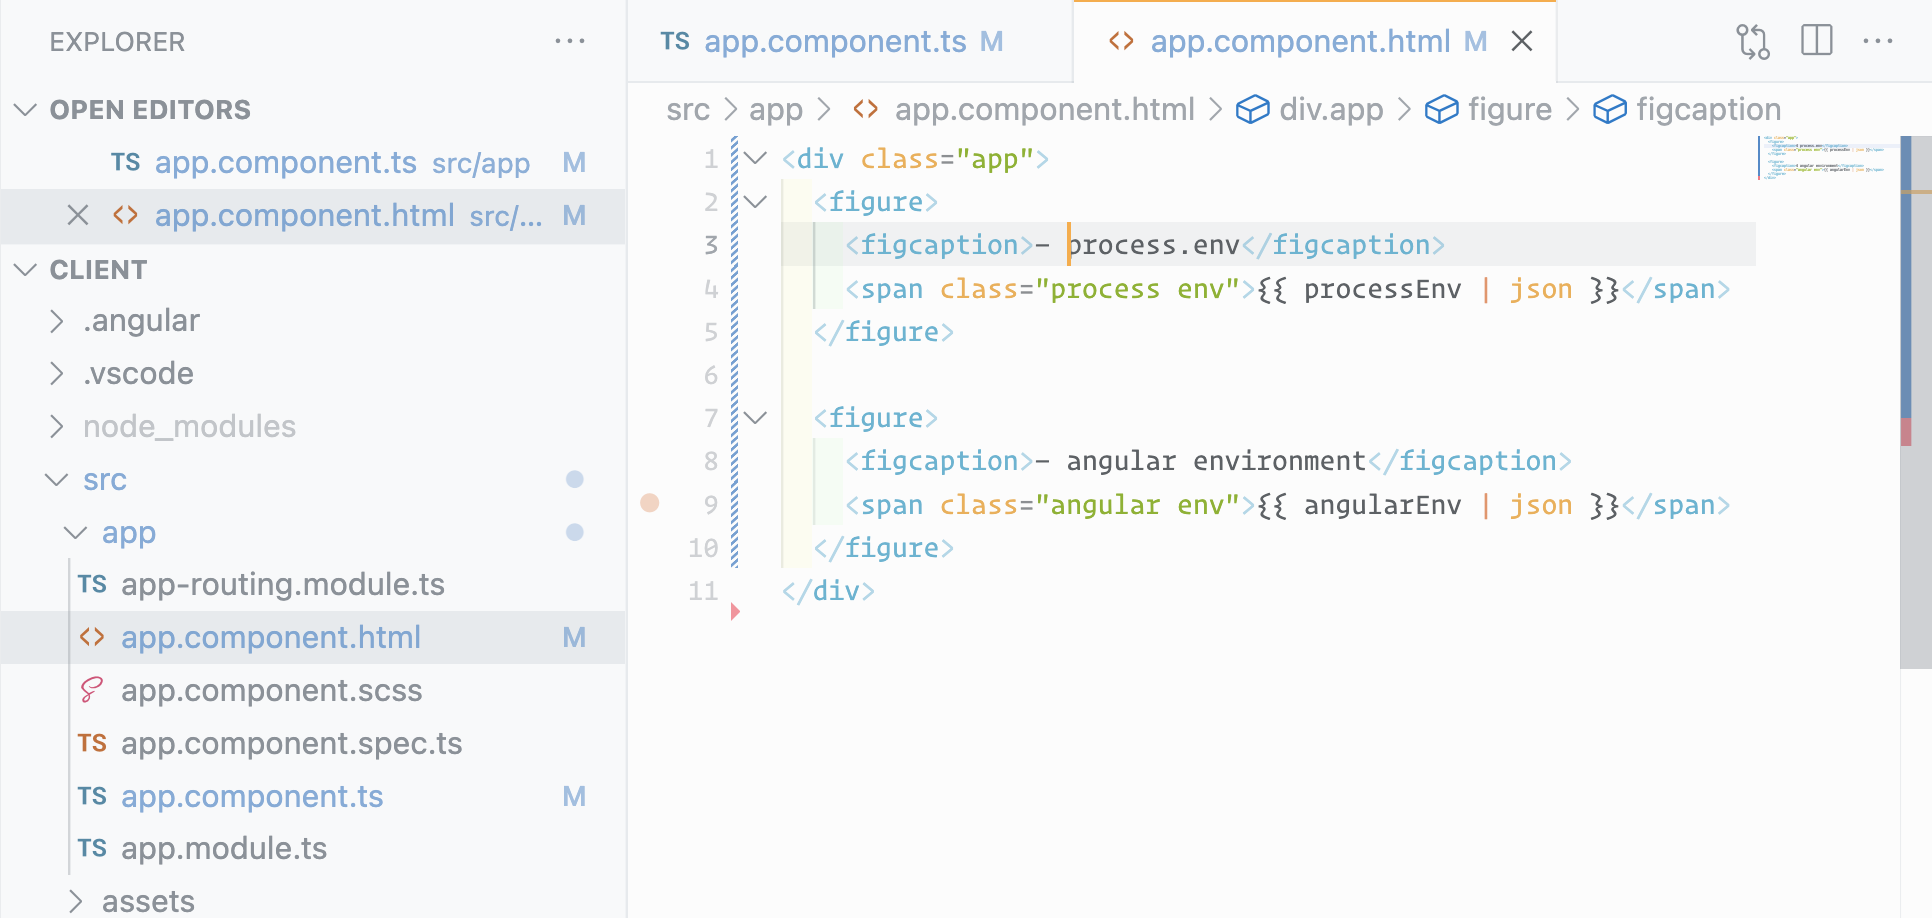 EXPLORER
OPEN EDITORS
TS app.component.ts src/app M
<> app.component.html src/... M
CLIENT
.angular
.vscode
node_modules
src
app
TS app-routing.module.ts
<> app.component.html M
app.component.scss
TS app.component.spec.ts
TS app.component.ts M
TS app.module.ts
assets
TS app.component.ts M
<> app.component.html M
src > app > <> app.component.html > div.app > figure > figcaption
1 <div class="app">
2 <figure>
3 <figcaption>- process.env</figcaption>
4 <span class="process env">{{ processEnv | json }}</span>
5 </figure>
6
7 <figure>
8 <figcaption>- angular environment</figcaption>
9 <span class="angular env">{{ angularEnv | json }}</span>
10 </figure>
11 </div>